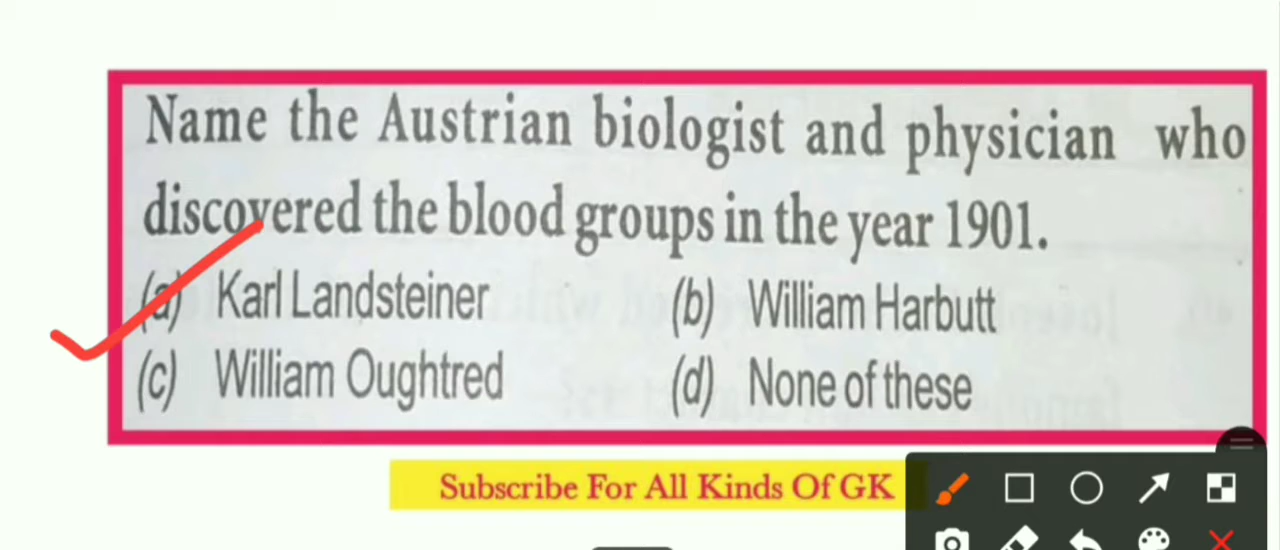 Name the Austrian biologist and physician who
discovered the blood groups in the year 1901.
(a) Karl Landsteiner (b) William Harbutt
(c) William Oughtred (d) None of these
Subscribe For All Kinds Of GK